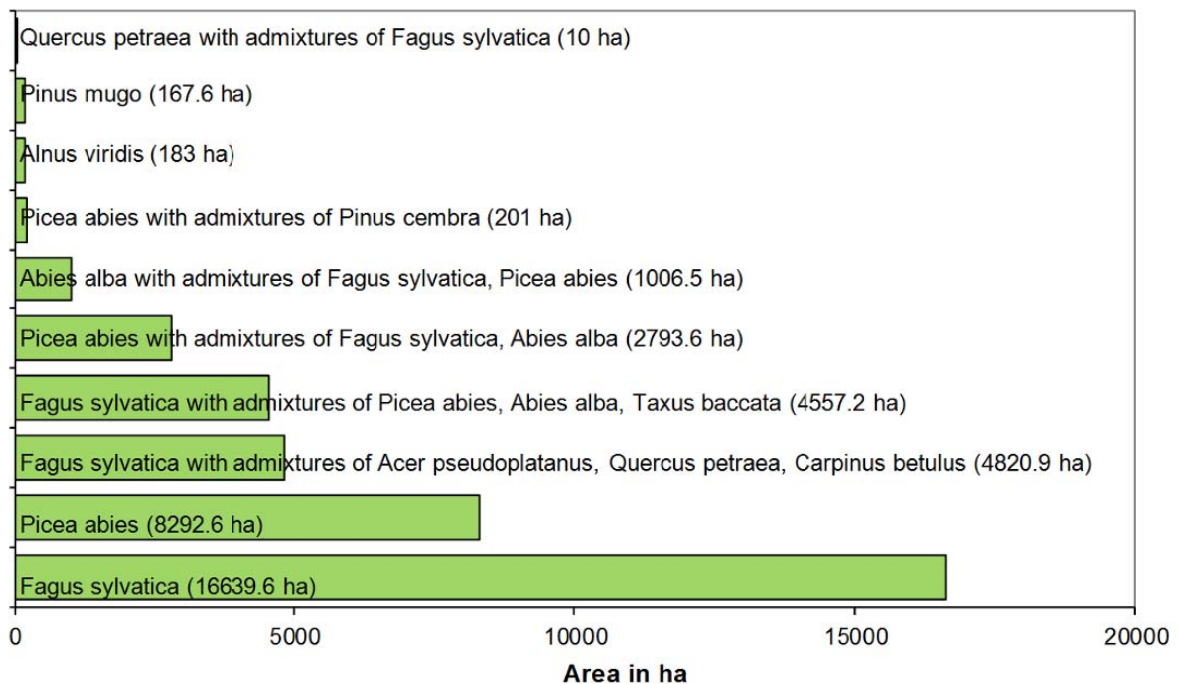 Quercus petraea with admixtures of Fagus sylvatica (10 ha)
Pinus mugo (167.6 ha)
Alnus viridis (183 ha)
Picea abies with admixtures of Pinus cembra (201 ha)
Abies alba with admixtures of Fagus sylvatica, Picea abies (1006.5 ha)
Picea abies with admixtures of Fagus sylvatica, Abies alba (2793.6 ha)
Fagus sylvatica with admixtures of Picea abies, Abies alba, Taxus baccata (4557.2 ha)
Fagus sylvatica with admixtures of Acer pseudoplatanus, Quercus petraea, Carpinus betulus (4820.9 ha)
Picea abies (8292.6 ha)
Fagus sylvatica (16639.6 ha)
0 5000 10000 15000 20000
Area in ha